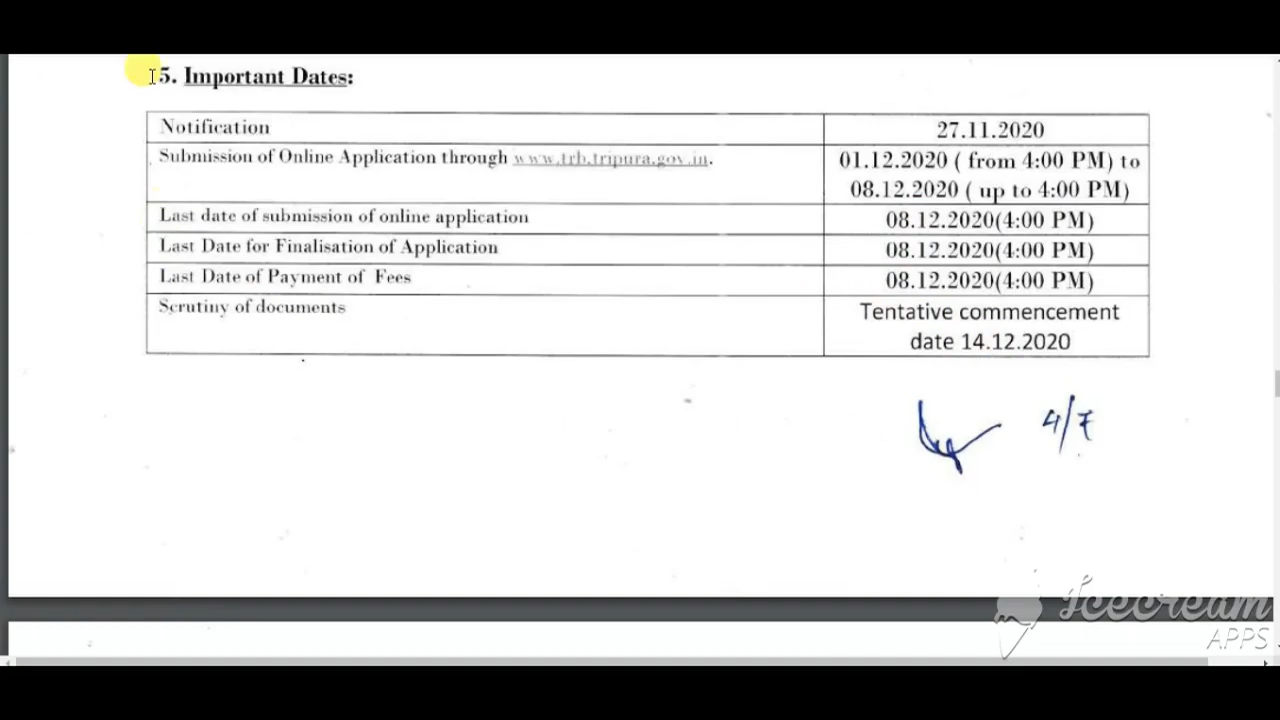 15. Important Dates:
Notification
27.11.2020
Submission of Online Application through www.trb.tripura.gov.in.
01.12.2020 ( from 4:00 PM) to
08.12.2020 ( up to 4:00 PM)
Last date of submission of online application
08.12.2020(4:00 PM)
Last Date for Finalisation of Application
08.12.2020(4:00 PM)
Last Date of Payment of Fees
08.12.2020(4:00 PM)
Scrutiny of documents
Tentative commencement
date 14.12.2020
Icecream
APPS